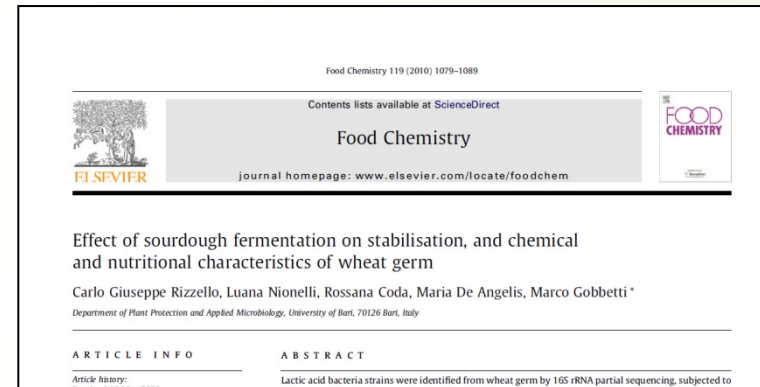 Food Chemistry 119 (2010) 1079–1089
Contents lists available at ScienceDirect
Food Chemistry
journal homepage: www.elsevier.com/locate/foodchem
ELSEVIER
FOOD
CHEMISTRY
Effect of sourdough fermentation on stabilisation, and chemical
and nutritional characteristics of wheat germ
Carlo Giuseppe Rizzello, Luana Nionelli, Rossana Coda, Maria De Angelis, Marco Gobbetti *
Department of Plant Protection and Applied Microbiology, University of Bari, 70126 Bari, Italy
ARTICLE INFO
ABSTRACT
Article history:
Lactic acid bacteria strains were identified from wheat germ by 16S rRNA partial sequencing, subjected to